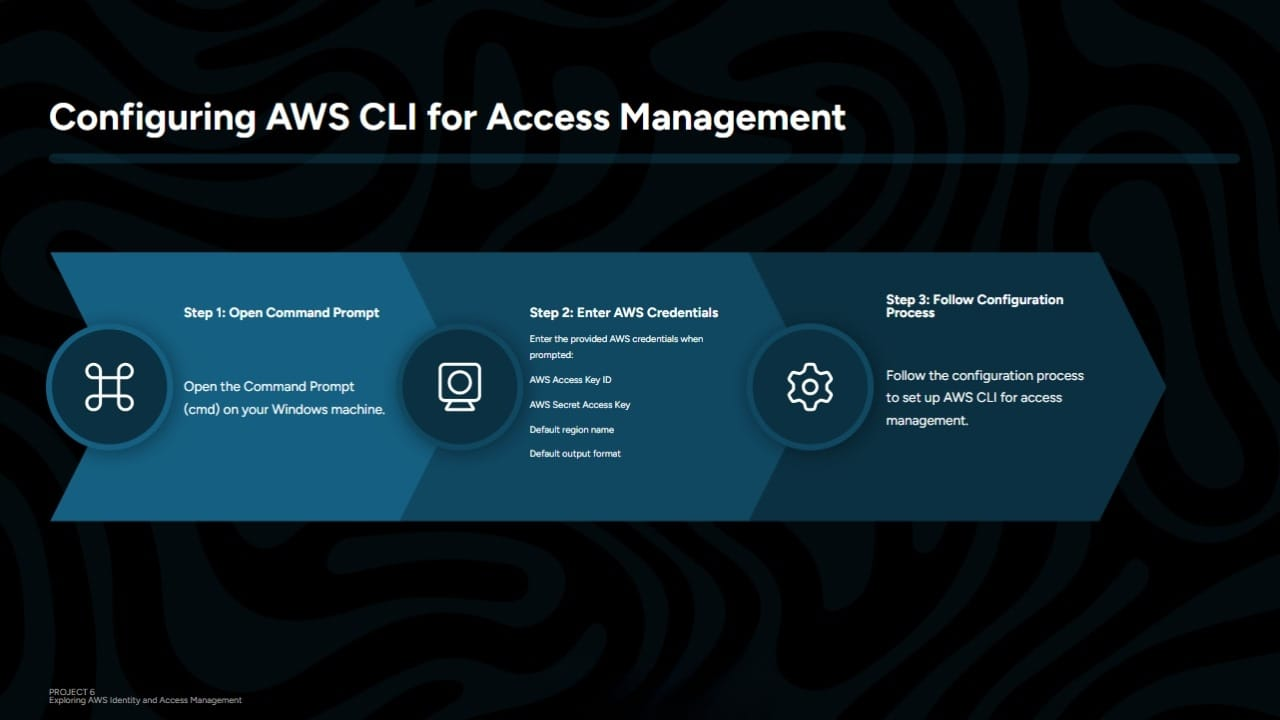 Configuring AWS CLI for Access Management
Step 1: Open Command Prompt
Open the Command Prompt
(cmd) on your Windows machine.
Step 2: Enter AWS Credentials
Enter the provided AWS credentials when
prompted:
AWS Access Key ID
AWS Secret Access Key
Default region name
Default output format
Step 3: Follow Configuration
Process
Follow the configuration process
to set up AWS CLI for access
management.
PROJECT 6
Exploring AWS Identity and Access Management